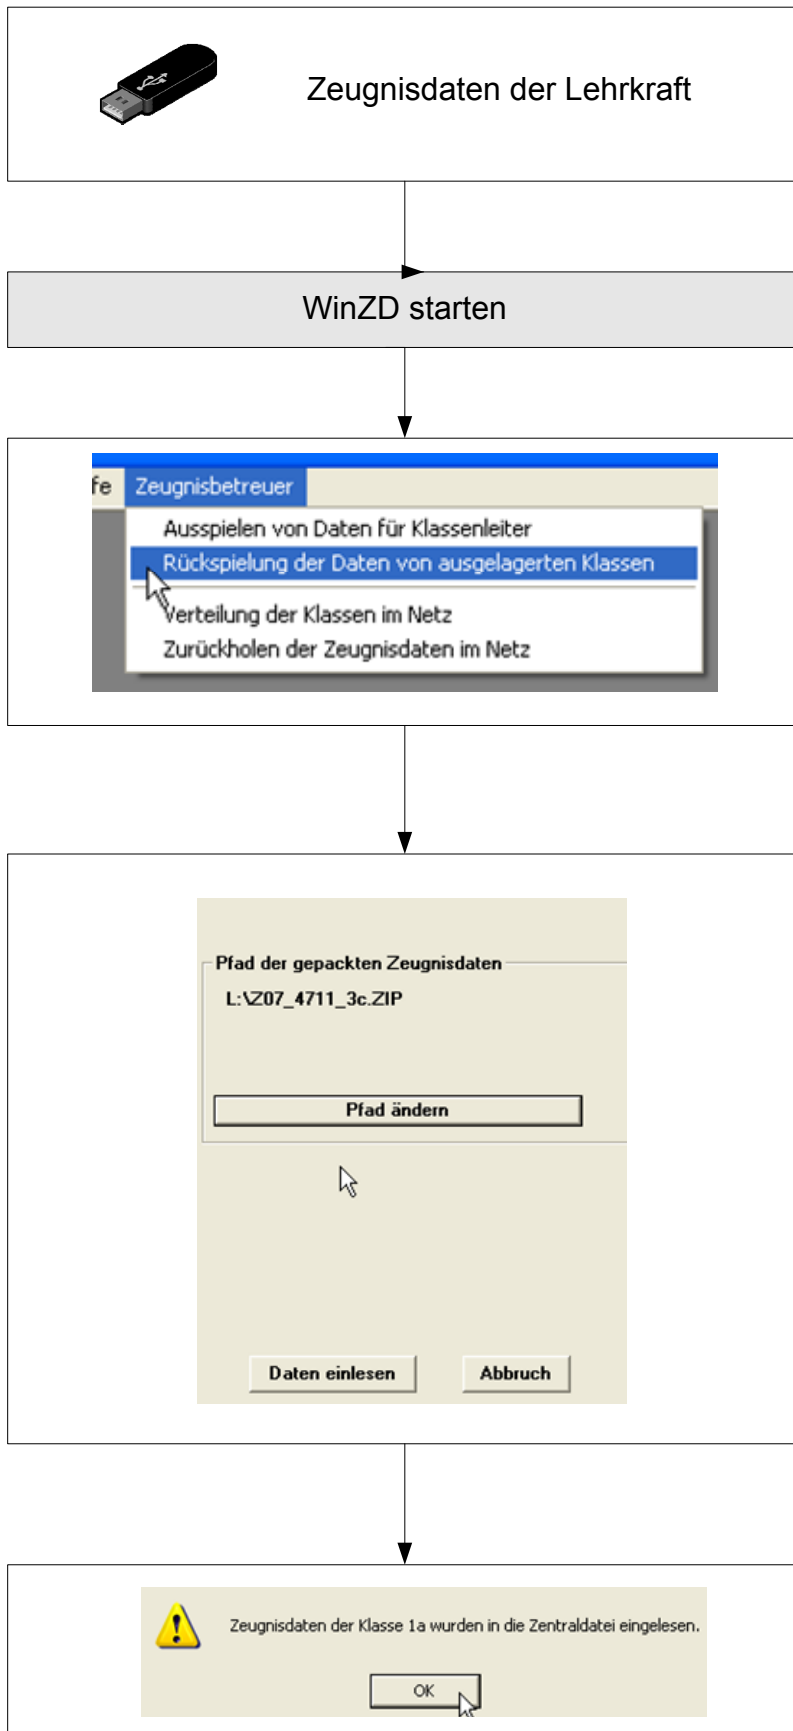 Zeugnisdaten der Lehrkraft
WinZD starten
fe Zeugnisbetreuer
Ausspielen von Daten für Klassenleiter
Rückspielung der Daten von ausgelagerten Klassen
Verteilung der Klassen im Netz
Zurückholen der Zeugnisdaten im Netz
Pfad der gepackten Zeugnisdaten
L:\Z07_4711_3c.ZIP
Pfad ändern
Daten einlesen Abbruch
Zeugnisdaten der Klasse 1a wurden in die Zentraldatei eingelesen.
OK